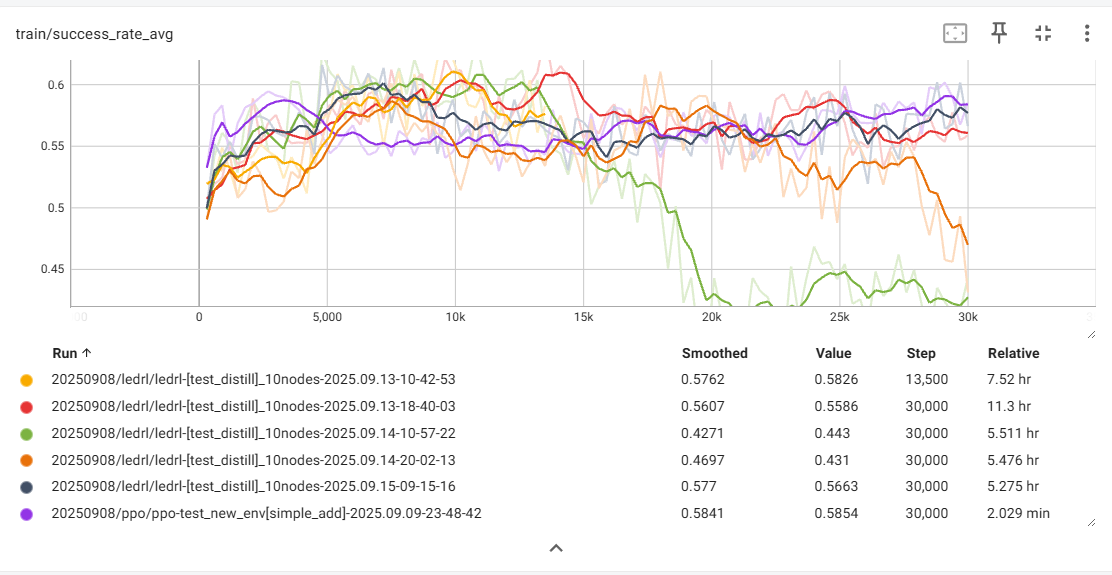 train/success_rate_avg
0.6
0.55
0.5
0.45
00 0 5,000 10k 15k 20k 25k 30k 3
Run Smoothed Value Step Relative
20250908/ledrl/ledrl-[test_distill]_10nodes-2025.09.13-10-42-53 0.5762 0.5826 13,500 7.52 hr
20250908/ledrl/ledrl-[test_distill]_10nodes-2025.09.13-18-40-03 0.5607 0.5586 30,000 11.3 hr
20250908/ledrl/ledrl-[test_distill]_10nodes-2025.09.14-10-57-22 0.4271 0.443 30,000 5.511 hr
20250908/ledrl/ledrl-[test_distill]_10nodes-2025.09.14-20-02-13 0.4697 0.431 30,000 5.476 hr
20250908/ledrl/ledrl-[test_distill]_10nodes-2025.09.15-09-15-16 0.577 0.5663 30,000 5.275 hr
20250908/ppo/ppo-test_new_env[simple_add]-2025.09.09-23-48-42 0.5841 0.5854 30,000 2.029 min